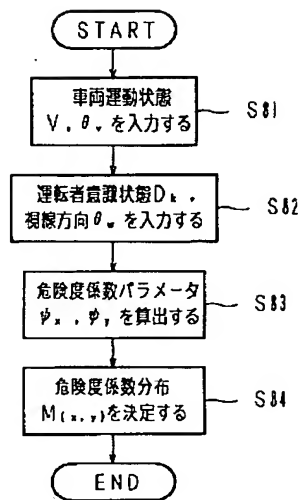 START
車両運動状態
V , θv を入力する
S81
運転者意識状態Dk ,
視線方向θw を入力する
S82
危険度係数パラメータ
ψx , ψy を算出する
S83
危険度係数分布
M(x,y)を決定する
S84
END